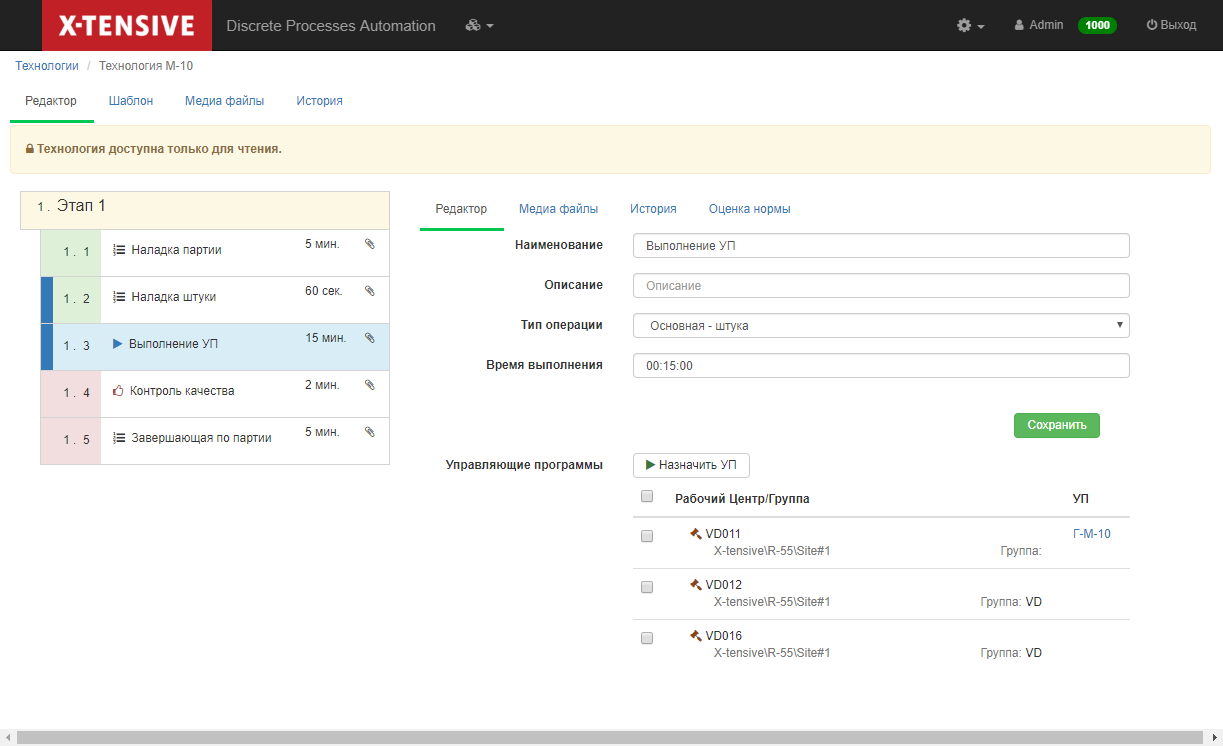 X-TENSIVE Discrete Processes Automation Admin 1000 Выход
Технологии / Технология М-10
Редактор Шаблон Медиа файлы История
Технология доступна только для чтения.
1. Этап 1
1. 1 Наладка партии 5 мин.
1. 2 Наладка штуки 60 сек.
1. 3 Выполнение УП 15 мин.
1. 4 Контроль качества 2 мин.
1. 5 Завершающая по партии 5 мин.
Редактор Медиа файлы История Оценка нормы
Наименование Выполнение УП
Описание Описание
Тип операции Основная - штука
Время выполнения 00:15:00
Сохранить
Управляющие программы Назначить УП
Рабочий Центр/Группа УП
VD011 Г-М-10
X-tensive\R-55\Site#1 Группа:
VD012
X-tensive\R-55\Site#1 Группа: VD
VD016
X-tensive\R-55\Site#1 Группа: VD